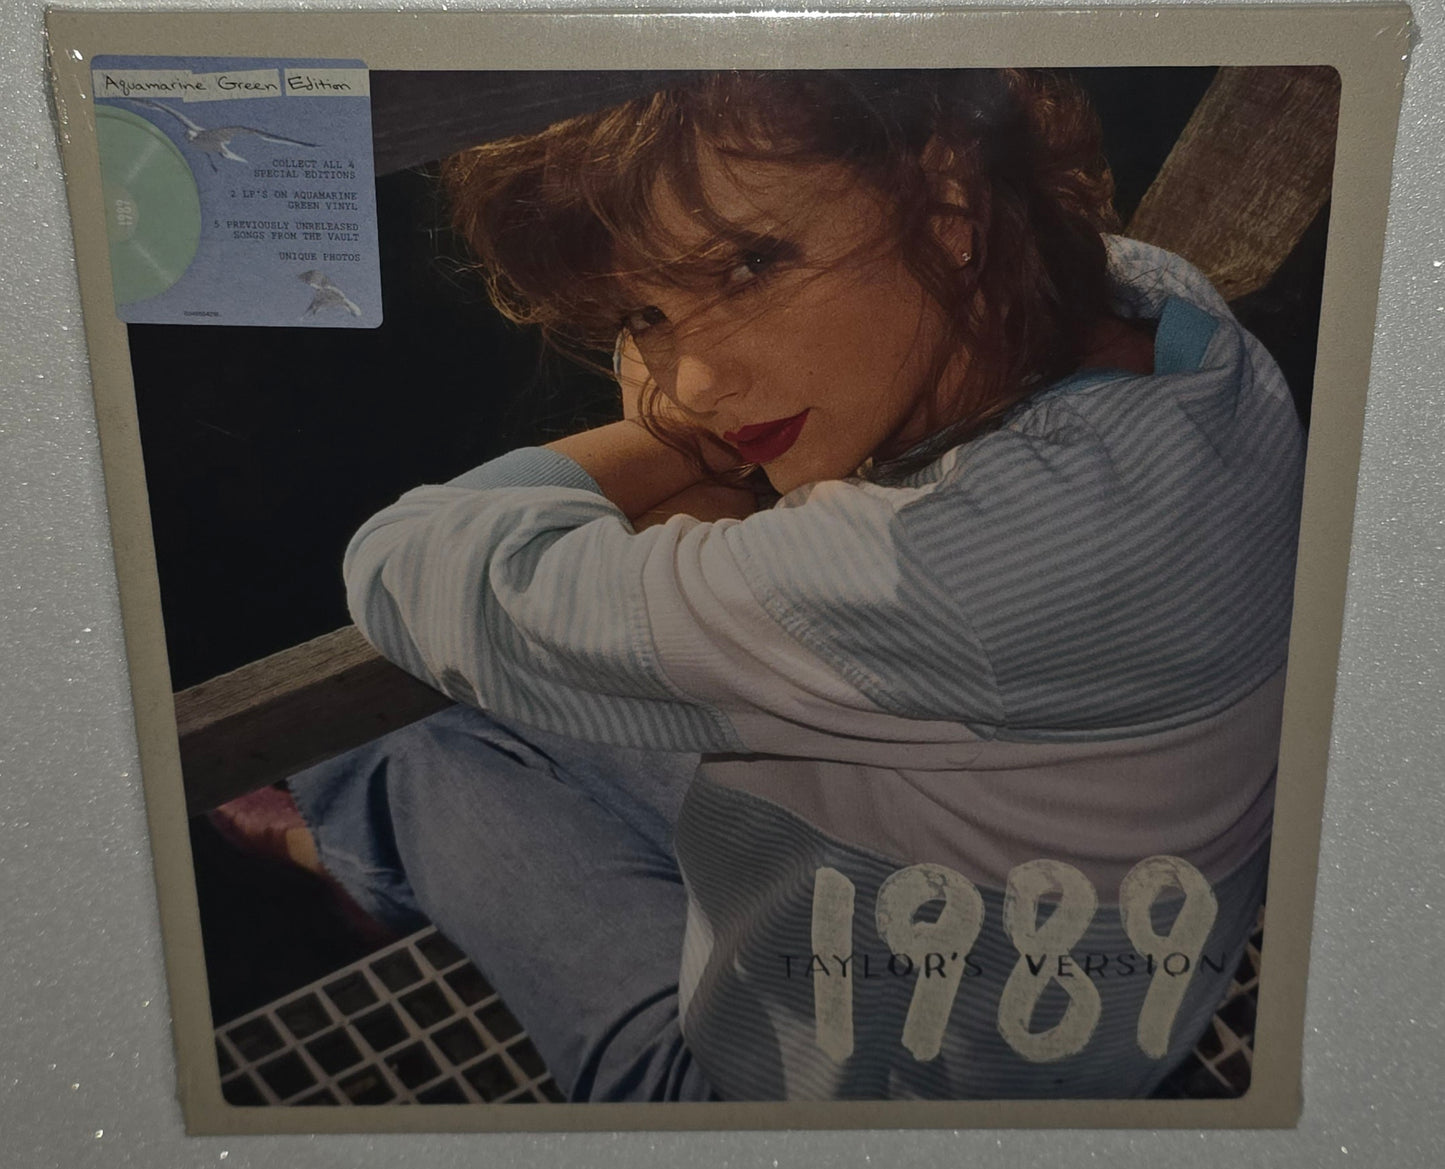 Aquamarine Green Edition
COLLECT ALL 4
SPECIAL EDITIONS
2 LP'S ON AQUAMARINE
GREEN VINYL
5 PREVIOUSLY UNRELEASED
SONGS FROM THE VAULT
UNIQUE PHOTOS
1989
1989
TAYLOR'S VERSION